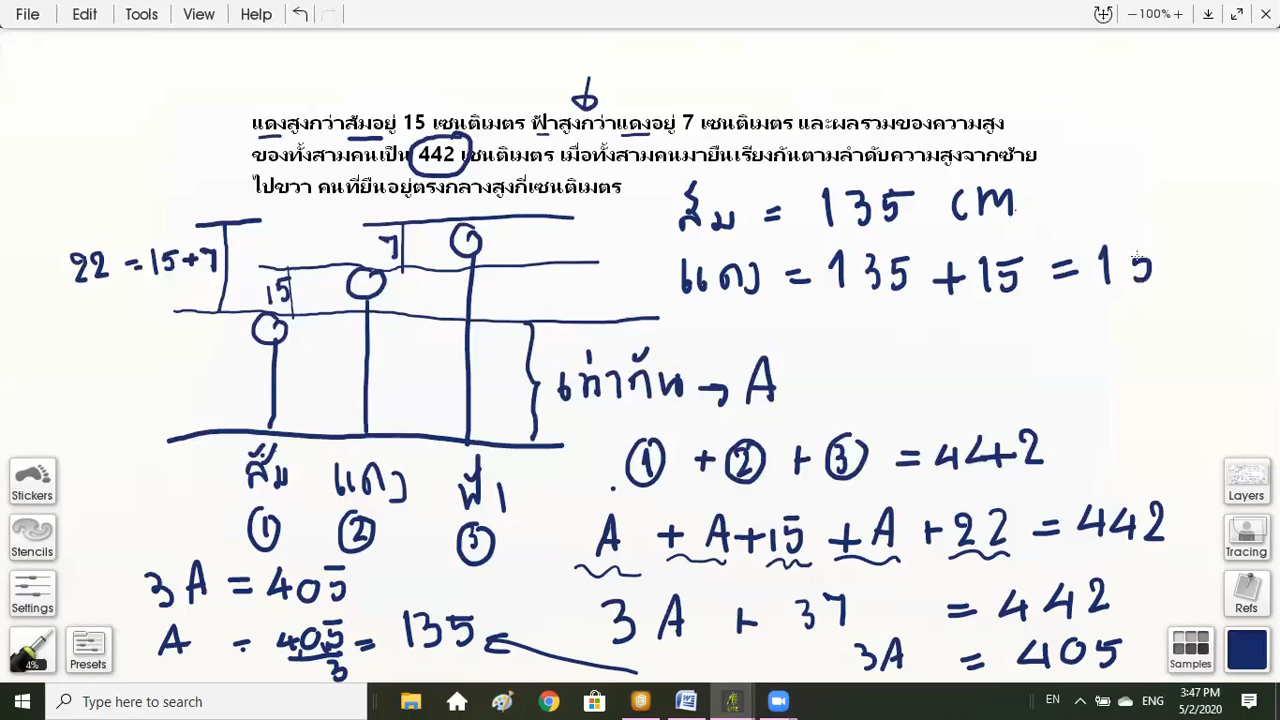 File Edit Tools View Help
−100%+
แดงสูงกว่าส้มอยู่ 15 เซนติเมตร ฟ้าสูงกว่าแดงอยู่ 7 เซนติเมตร และผลรวมของความสูง
ของทั้งสามคนเป็น 442 เซนติเมตร เมื่อทั้งสามคนมายืนเรียงกันตามลำดับความสูงจากซ้าย
ไปขวา คนที่ยืนอยู่ตรงกลางสูงกี่เซนติเมตร
ส้ม = 135 cm
แดง = 135 + 15 = 15
22 = 15+7
7
15
เท่ากัน → A
① + ② + ③ = 442
ส้ม แดง ฟ้า
① ② ③
A + A + 15 + A + 22 = 442
3A = 405
3A + 37 = 442
A = 405/3 = 135
3A = 405
Stickers
Stencils
Settings
4%
Presets
Layers
Tracing
Refs
Samples
Type here to search
LITE
EN
ENG
3:47 PM
5/2/2020